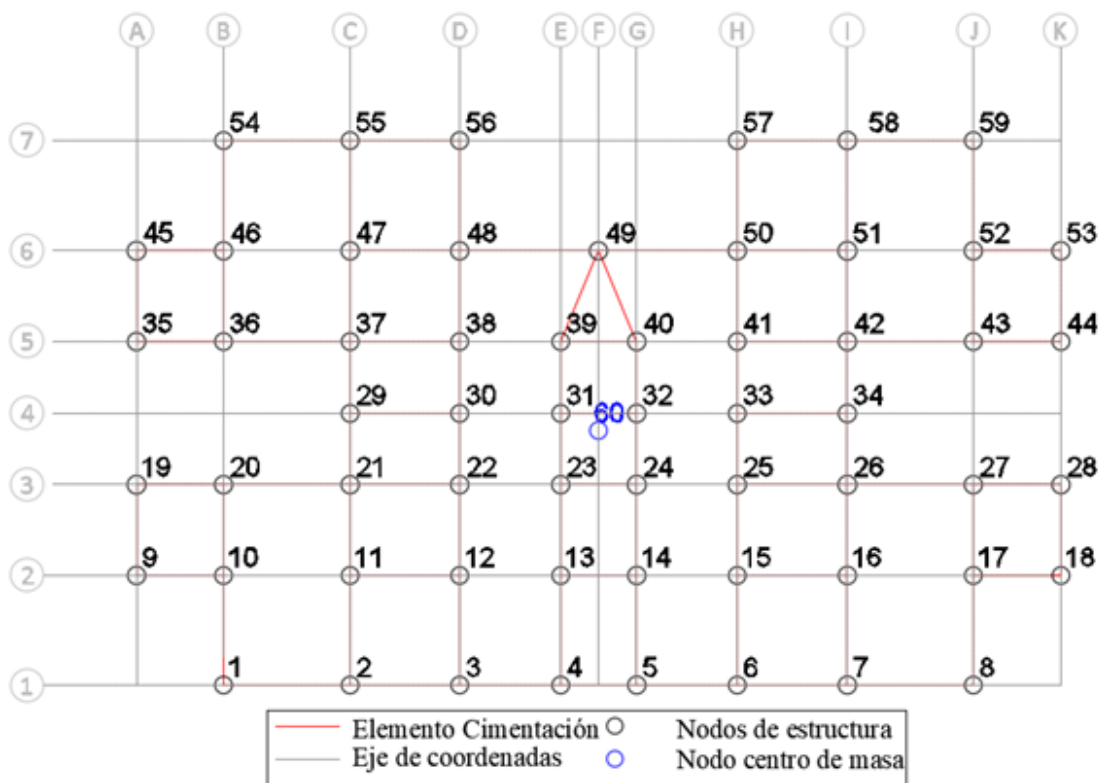 A B C D E F G H I J K
54 55 56 57 58 59
7
45 46 47 48 49 50 51 52 53
6
35 36 37 38 39 40 41 42 43 44
5
29 30 31 32 33 34
4 60
19 20 21 22 23 24 25 26 27 28
3
9 10 11 12 13 14 15 16 17 18
2
1 2 3 4 5 6 7 8
1
Elemento Cimentación Nodos de estructura
Eje de coordenadas Nodo centro de masa